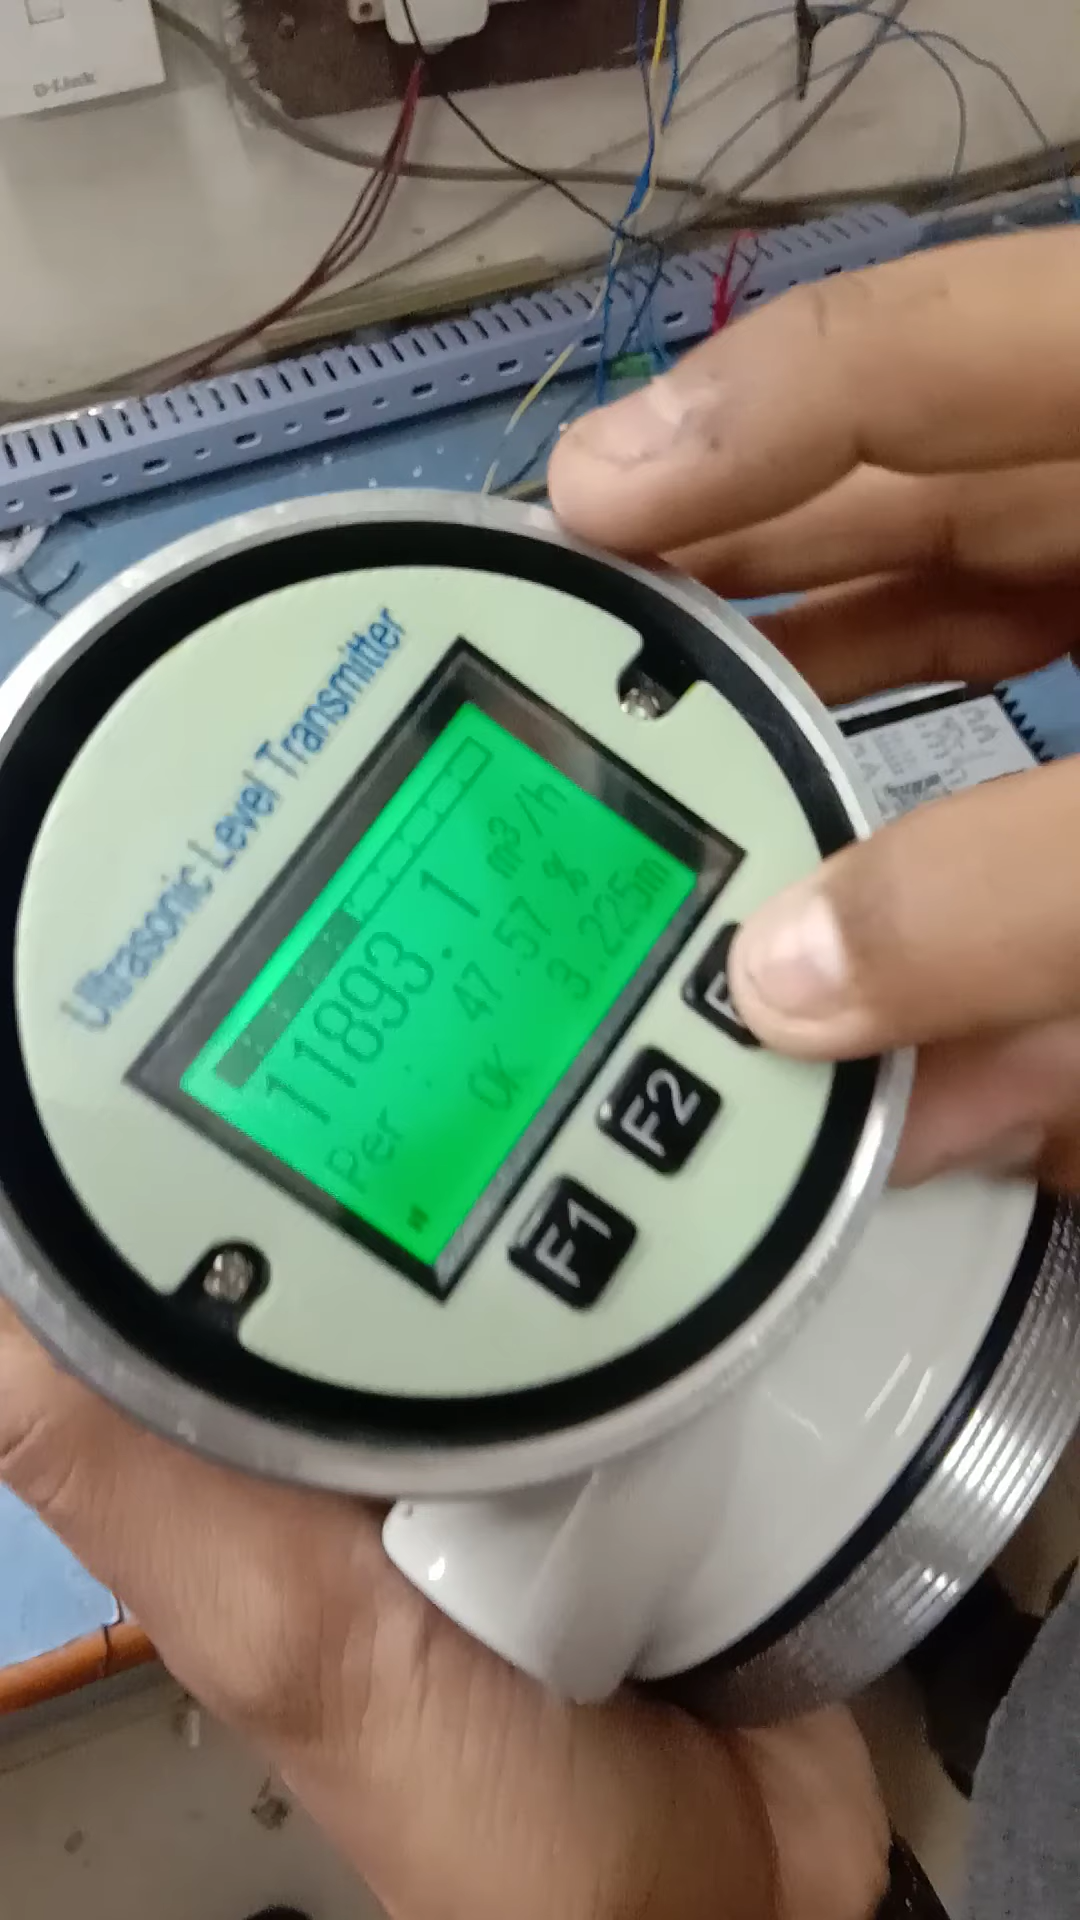 D-Link
Ultrasonic Level Transmitter
11893.1 m³/h
Per: 47.57 %
OK 3.225m
F1 F2